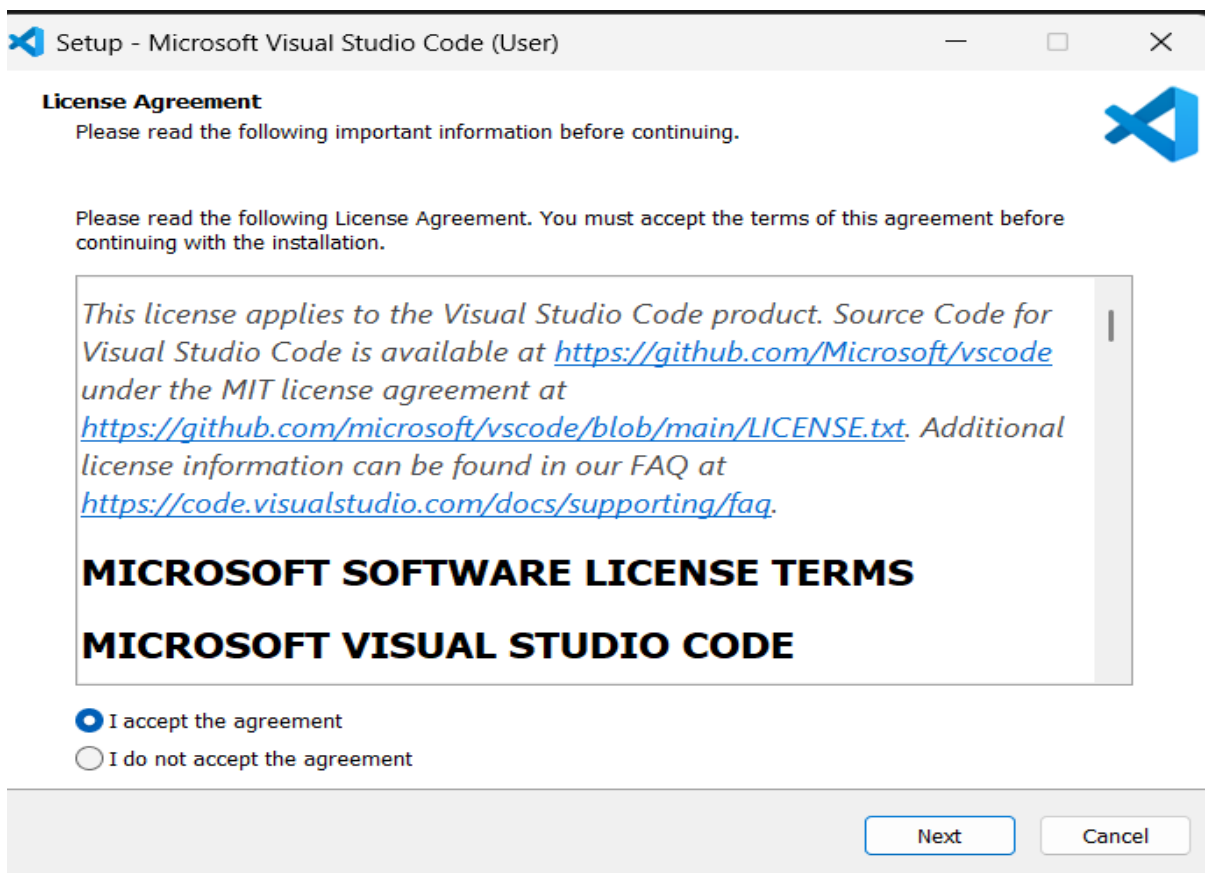 Setup - Microsoft Visual Studio Code (User)
License Agreement
Please read the following important information before continuing.
Please read the following License Agreement. You must accept the terms of this agreement before
continuing with the installation.
This license applies to the Visual Studio Code product. Source Code for
Visual Studio Code is available at https://github.com/Microsoft/vscode
under the MIT license agreement at
https://github.com/microsoft/vscode/blob/main/LICENSE.txt. Additional
license information can be found in our FAQ at
https://code.visualstudio.com/docs/supporting/faq.
MICROSOFT SOFTWARE LICENSE TERMS
MICROSOFT VISUAL STUDIO CODE
I accept the agreement
I do not accept the agreement
Next Cancel